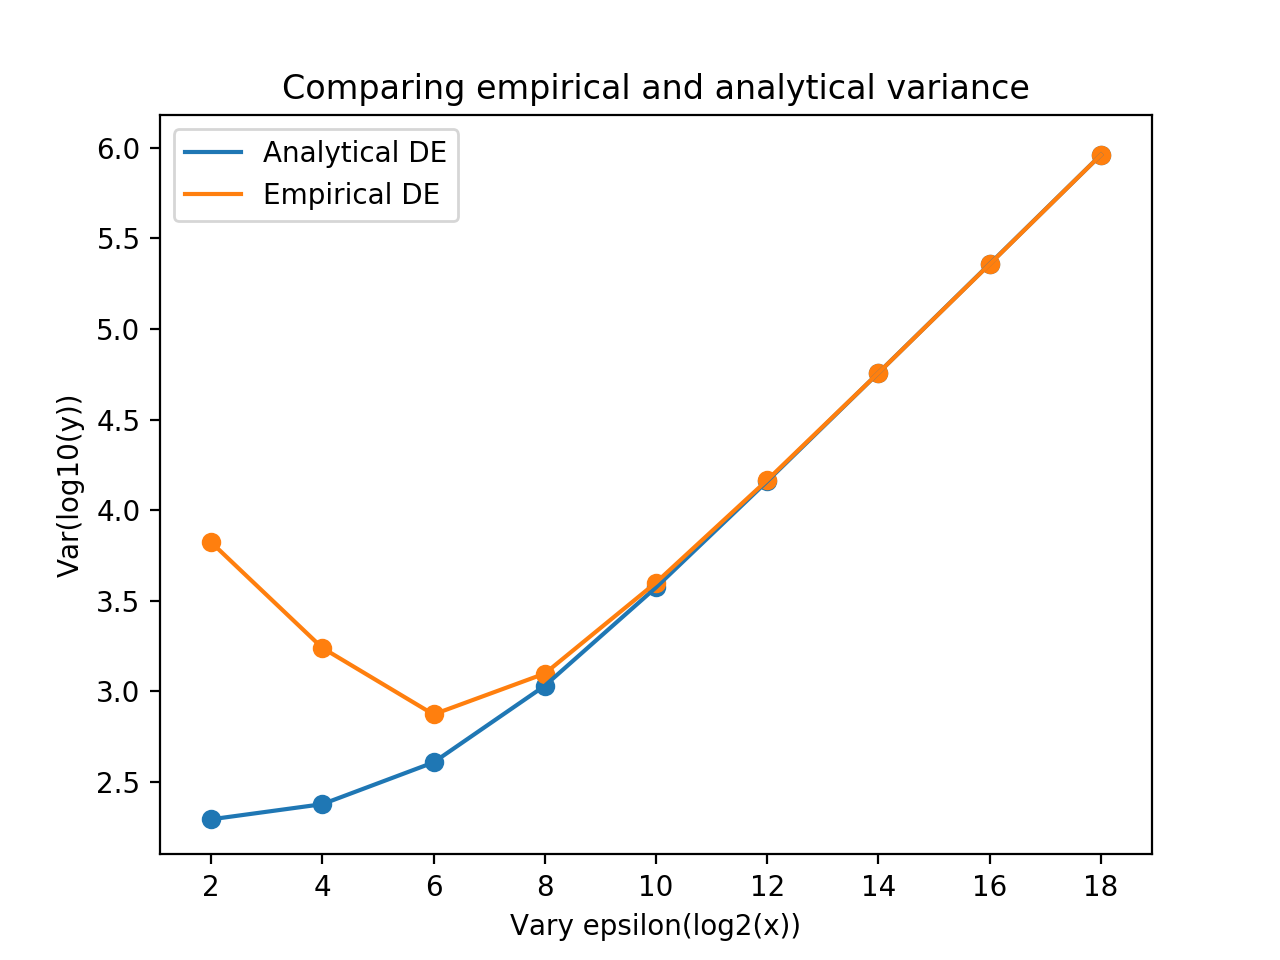 Comparing empirical and analytical variance
Analytical DE
Empirical DE
6.0
5.5
5.0
4.5
4.0
3.5
3.0
2.5
Var(log10(y))
2 4 6 8 10 12 14 16 18
Vary epsilon(log2(x))